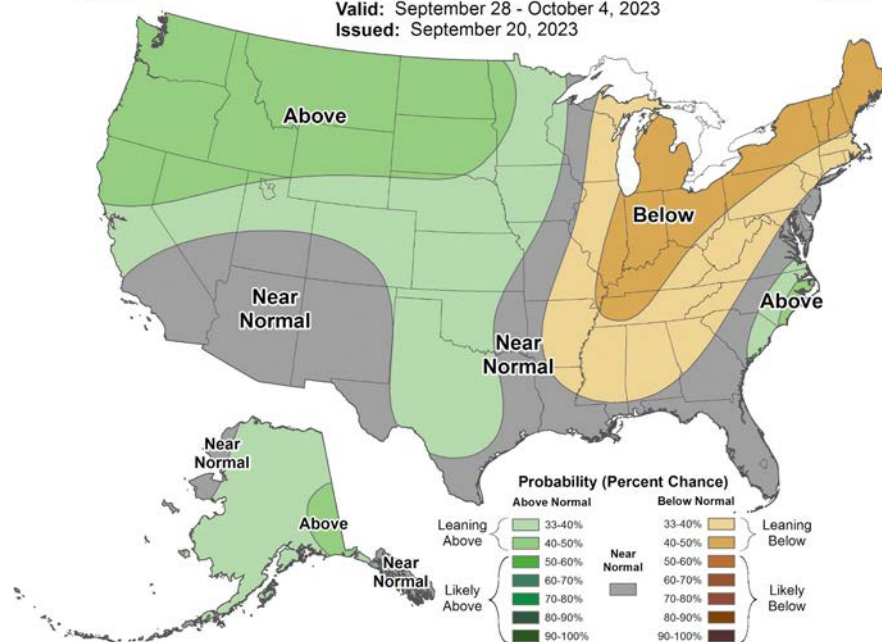 Valid: September 28 - October 4, 2023
Issued: September 20, 2023
Above
Below
Near
Normal
Above
Near
Normal
Near
Normal
Above
Near
Normal
Probability (Percent Chance)
Above Normal
Below Normal
Leaning
Above
33-40%
40-50%
Likely
Above
50-60%
60-70%
70-80%
80-90%
90-100%
Near
Normal
33-40%
40-50%
Leaning
Below
50-60%
60-70%
70-80%
80-90%
90-100%
Likely
Below